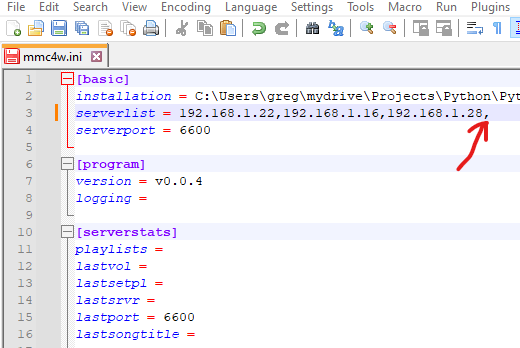 File Edit Search View Encoding Language Settings Tools Macro Run Plugins
mmc4w.ini
1 [basic]
2 installation = C:\Users\greg\mydrive\Projects\Python\Pyt
3 serverlist = 192.168.1.22,192.168.1.16,192.168.1.28,
4 serverport = 6600
5
6 [program]
7 version = v0.0.4
8 logging =
9
10 [serverstats]
11 playlists =
12 lastvol =
13 lastsetpl =
14 lastsrvr =
15 lastport = 6600
16 lastsongtitle =